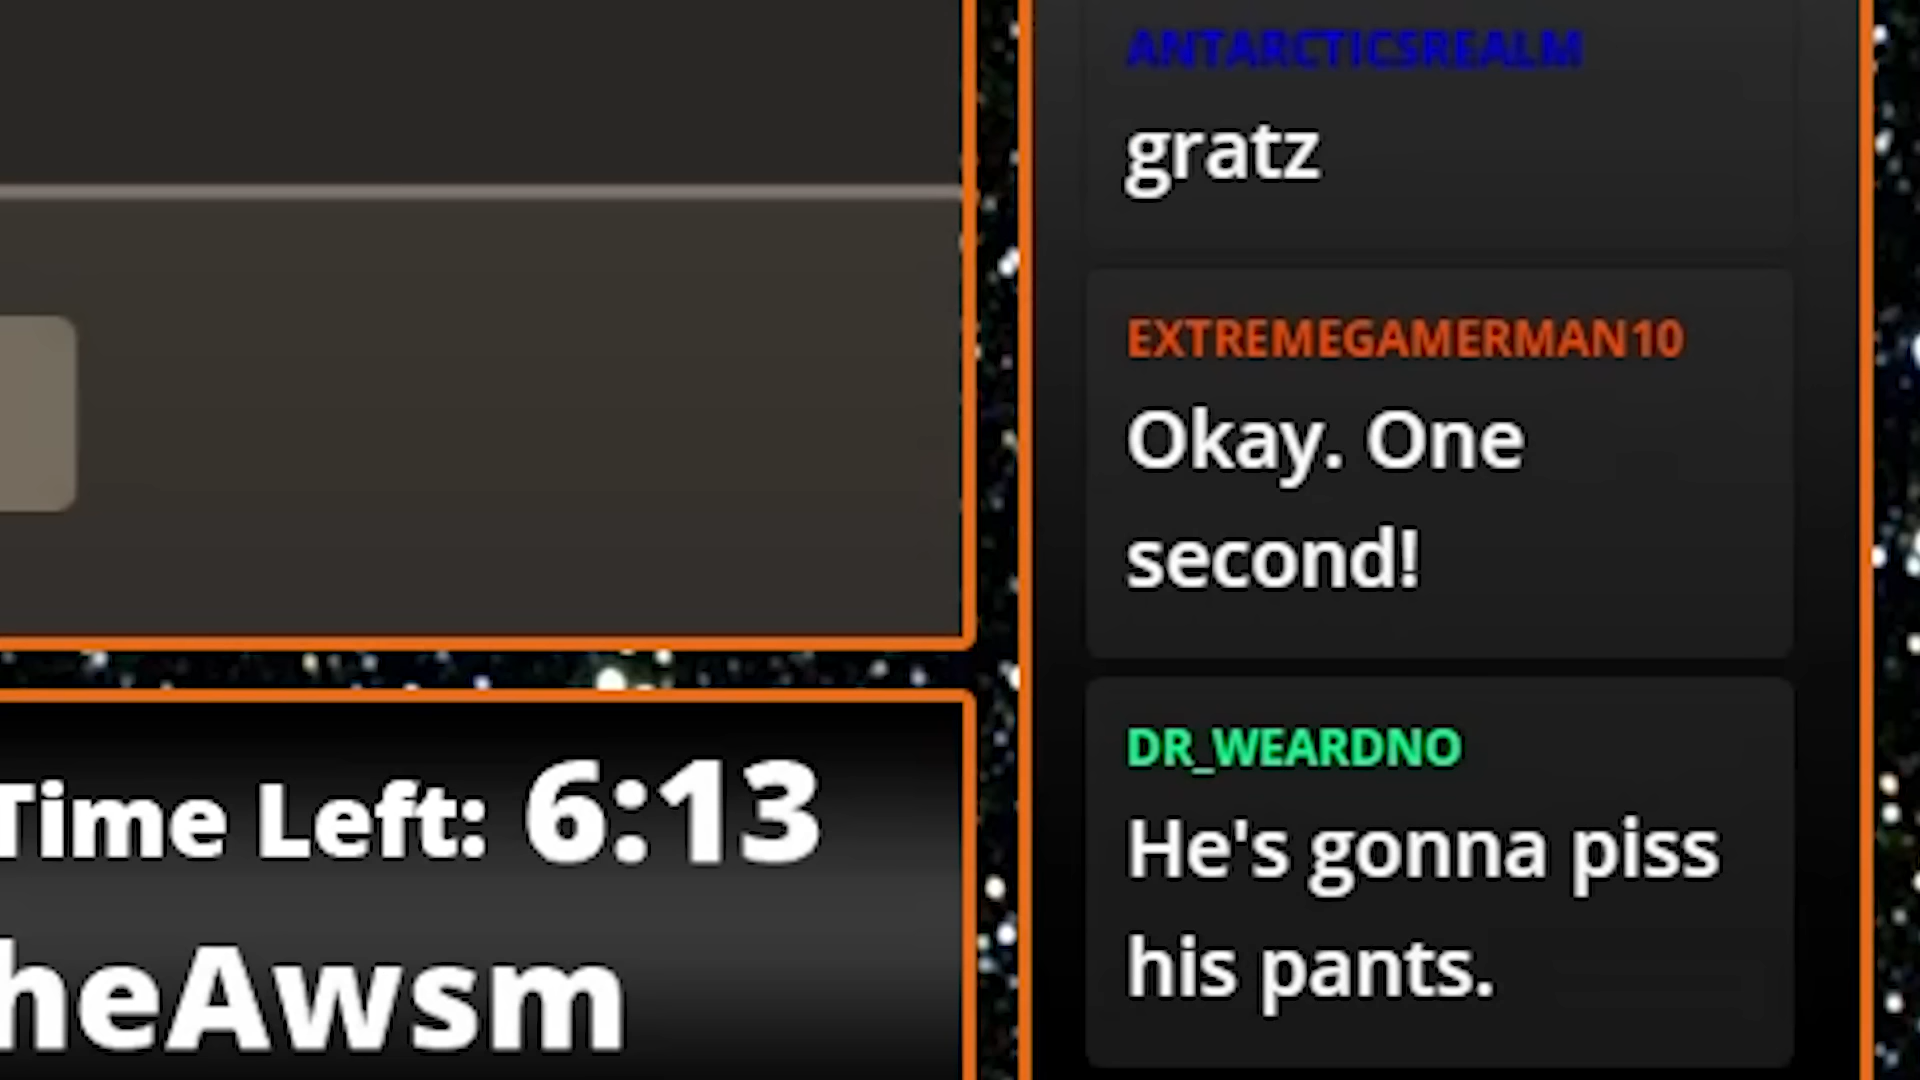 ANTARCTICSREALM
gratz
EXTREMEGAMERMAN10
Okay. One
second!
DR_WEARDNO
He's gonna piss
his pants.
Time Left: 6:13
heAwsm